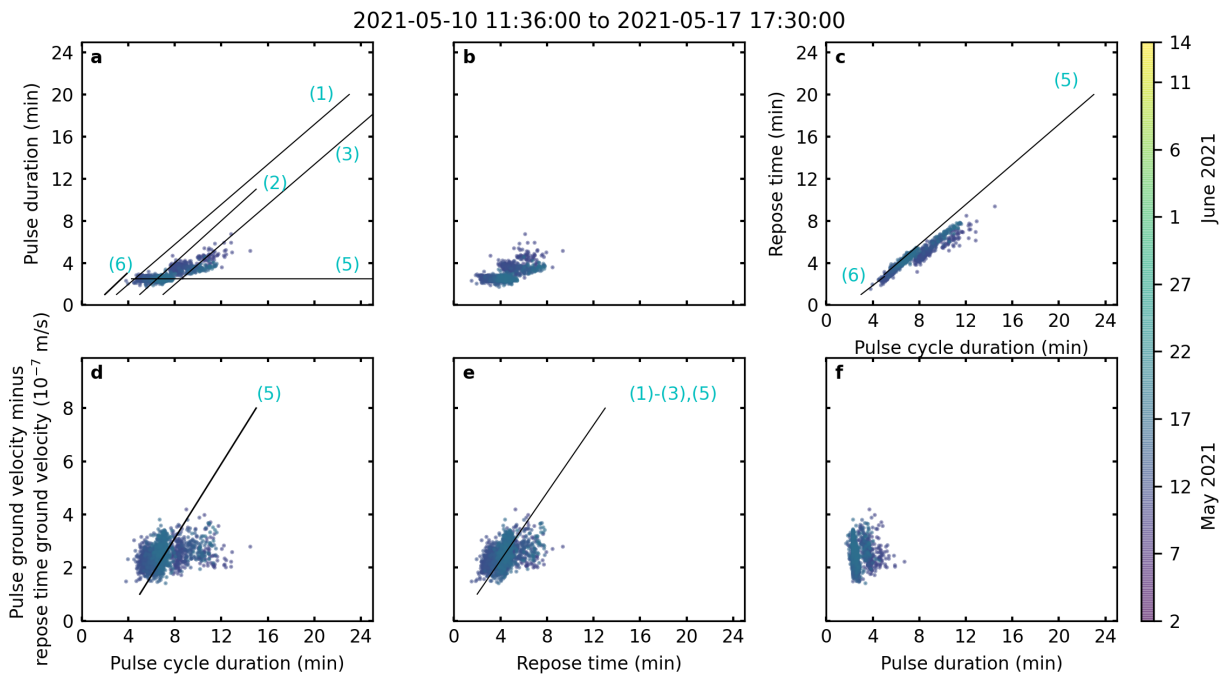 2021-05-10 11:36:00 to 2021-05-17 17:30:00
a
(1)
(3)
(2)
(6)
(5)
24
20
16
12
8
4
0
Pulse duration (min)
b
c
(5)
(6)
24
20
16
12
8
4
0
Repose time (min)
0 4 8 12 16 20 24
Pulse cycle duration (min)
d
(5)
8
6
4
2
0
Pulse ground velocity minus
repose time ground velocity (10⁻⁷ m/s)
0 4 8 12 16 20 24
Pulse cycle duration (min)
e
(1)-(3),(5)
0 4 8 12 16 20 24
Repose time (min)
f
0 4 8 12 16 20 24
Pulse duration (min)
14
11
6
1
27
22
17
12
7
2
June 2021
May 2021